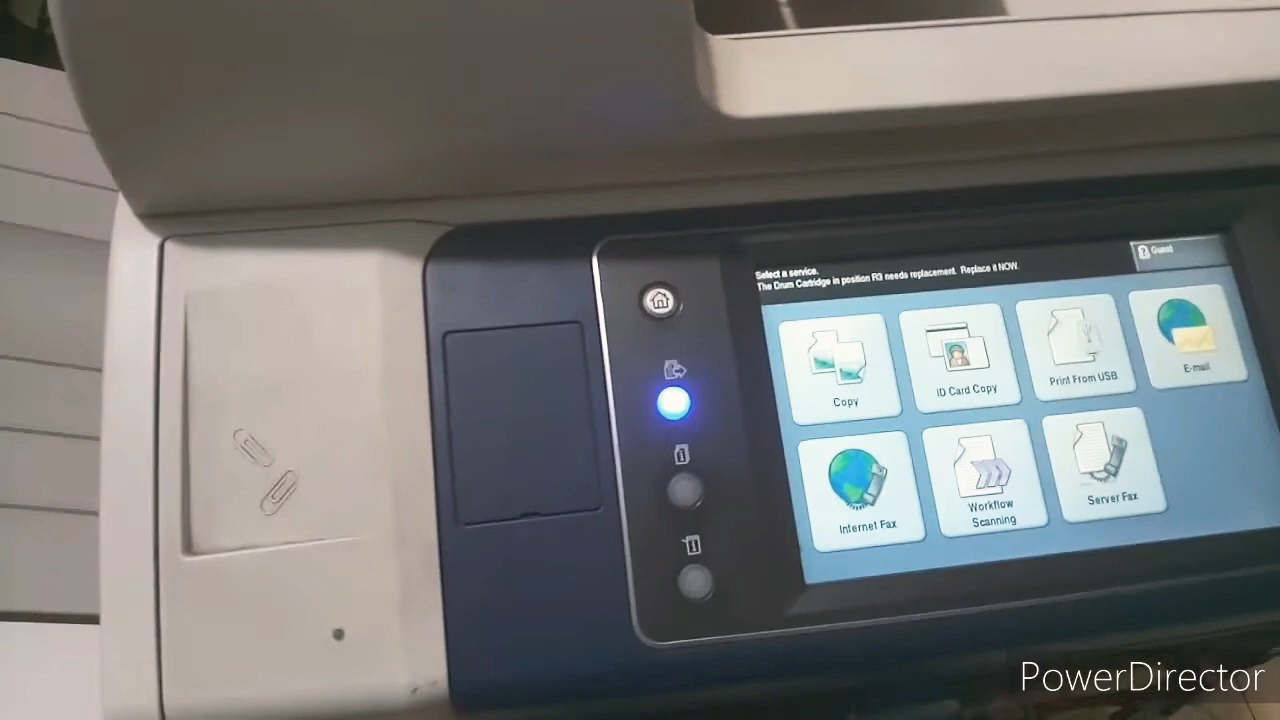 Select a service.
The Drum Cartridge in position R3 needs replacement. Replace it NOW.
Guest
Copy
ID Card Copy
Print From USB
E-mail
Internet Fax
Workflow
Scanning
Server Fax
PowerDirector